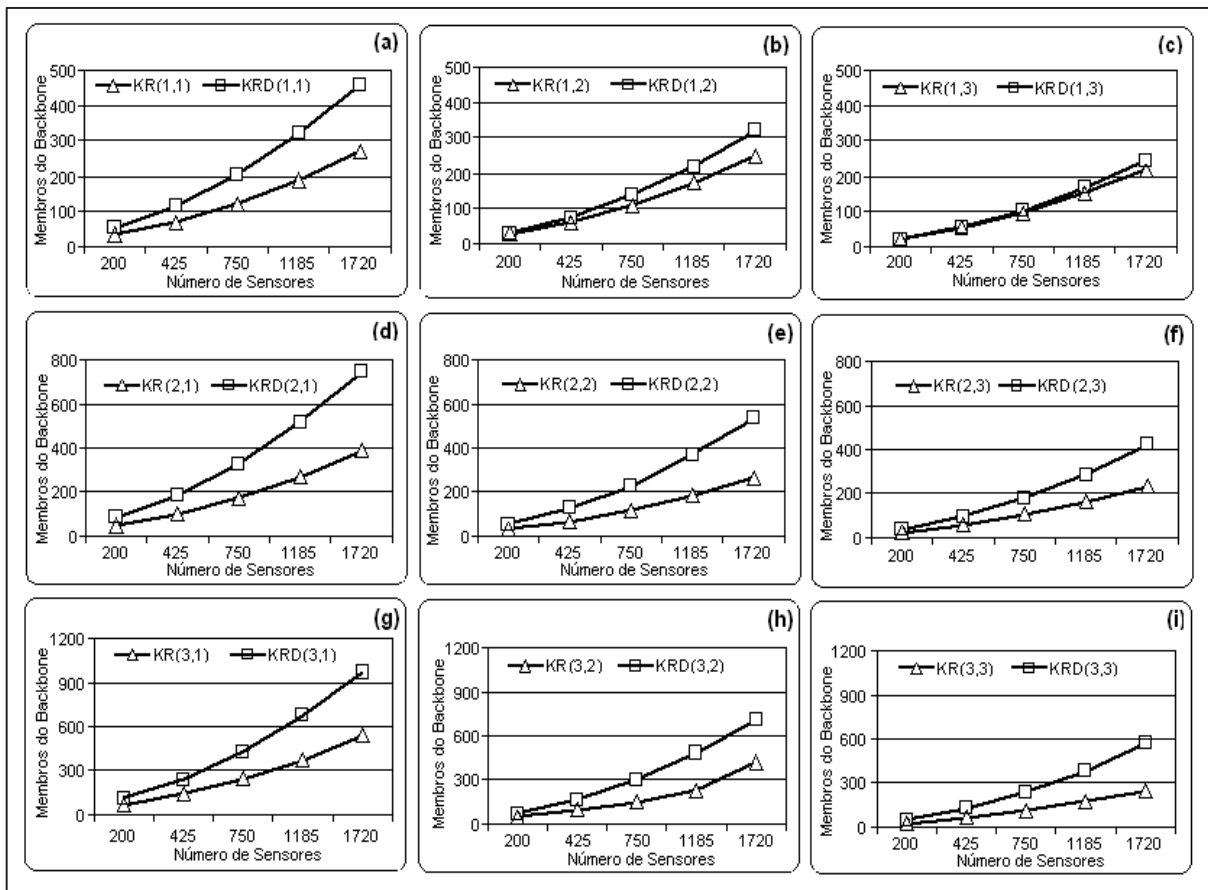 (a)
KR(1,1) KRD(1,1)
Membros do Backbone
500
400
300
200
100
0
200 425 750 1185 1720
Número de Sensores
(b)
KR(1,2) KRD(1,2)
Membros do Backbone
500
400
300
200
100
0
200 425 750 1185 1720
Número de Sensores
(c)
KR(1,3) KRD(1,3)
Membros do Backbone
500
400
300
200
100
0
200 425 750 1185 1720
Número de Sensores
(d)
KR(2,1) KRD(2,1)
Membros do Backbone
800
600
400
200
0
200 425 750 1185 1720
Número de Sensores
(e)
KR(2,2) KRD(2,2)
Membros do Backbone
800
600
400
200
0
200 425 750 1185 1720
Número de Sensores
(f)
KR(2,3) KRD(2,3)
Membros do Backbone
800
600
400
200
0
200 425 750 1185 1720
Número de Sensores
(g)
KR(3,1) KRD(3,1)
Membros do Backbone
1200
900
600
300
0
200 425 750 1185 1720
Número de Sensores
(h)
KR(3,2) KRD(3,2)
Membros do Backbone
1200
900
600
300
0
200 425 750 1185 1720
Número de Sensores
(i)
KR(3,3) KRD(3,3)
Membros do Backbone
1200
900
600
300
0
200 425 750 1185 1720
Número de Sensores